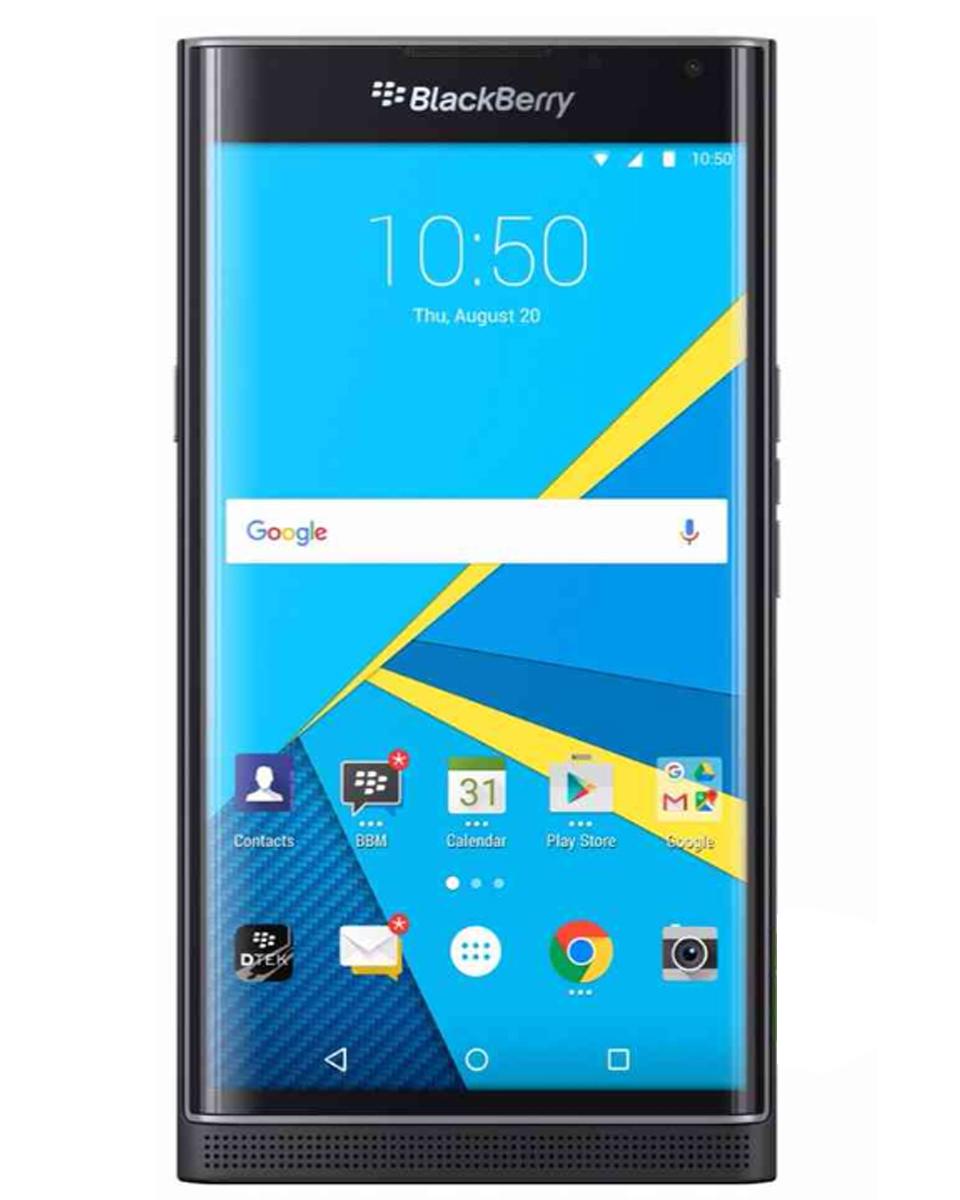 BlackBerry
10:50
10:50
Thu, August 20
Google
31
G
M
Contacts
BBM
Calendar
Play Store
Google
DTEK